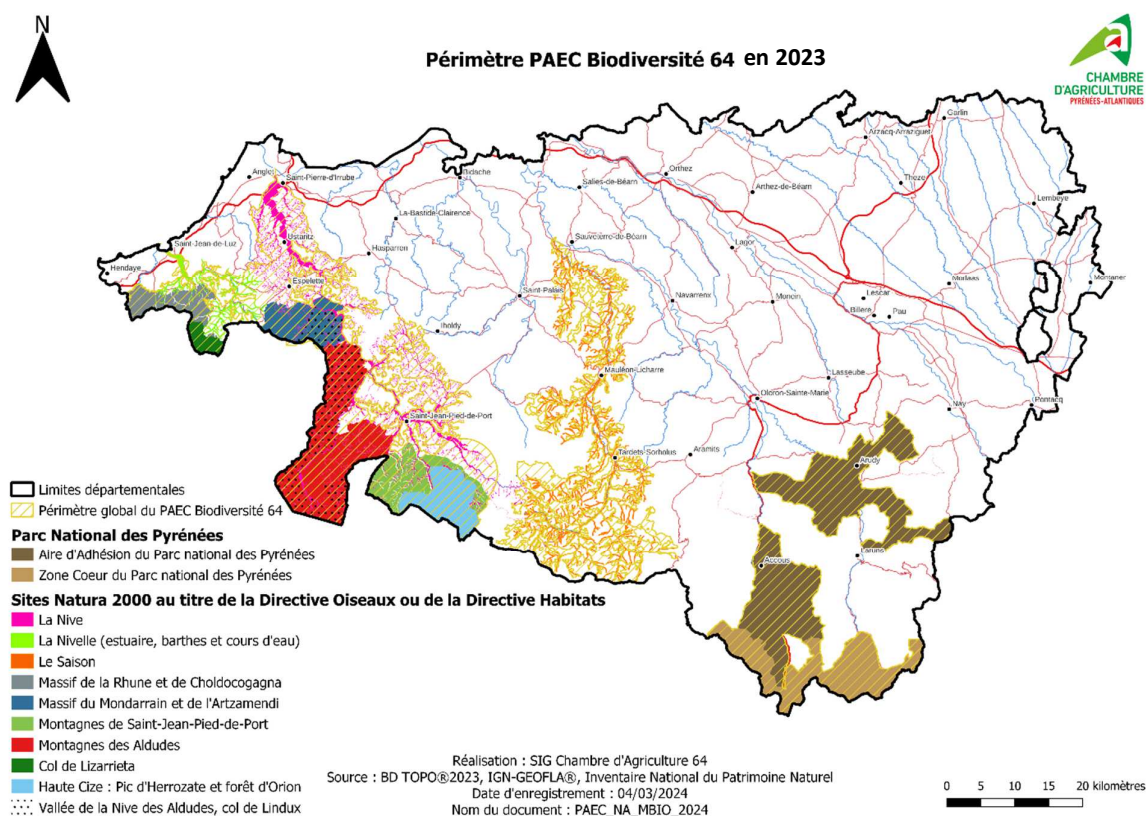 N
Périmètre PAEC Biodiversité 64 en 2023
CHAMBRE
D'AGRICULTURE
PYRÉNÉES-ATLANTIQUES
Garlin
Arzacq-Arraziguet
Anglet
Saint-Pierre-d'Irrube
Bidache
Orthez
Salies-de-Béarn
Arthez-de-Béarn
Thèze
Lembeye
La-Bastide-Clairence
Ustaritz
Saint-Jean-de-Luz
Hasparren
Sauveterre-de-Béarn
Lagor
Hendaye
Espelette
Saint-Palais
Navarrenx
Monein
Lescar
Morlaas
Montaner
Billere
Pau
Iholdy
Mauléon-Licharre
Lasseube
Oloron-Sainte-Marie
Nay
Pontacq
Saint-Jean-Pied-de-Port
Tardets-Sorholus
Aramits
Arudy
Accous
Laruns
Limites départementales
Périmètre global du PAEC Biodiversité 64
Parc National des Pyrénées
Aire d'Adhésion du Parc national des Pyrénées
Zone Coeur du Parc national des Pyrénées
Sites Natura 2000 au titre de la Directive Oiseaux ou de la Directive Habitats
La Nive
La Nivelle (estuaire, barthes et cours d'eau)
Le Saison
Massif de la Rhune et de Choldocogagna
Massif du Mondarrain et de l'Artzamendi
Montagnes de Saint-Jean-Pied-de-Port
Montagnes des Aldudes
Col de Lizarrieta
Haute Cize : Pic d'Herrozate et forêt d'Orion
Vallée de la Nive des Aldudes, col de Lindux
Réalisation : SIG Chambre d'Agriculture 64
Source : BD TOPO®2023, IGN-GEOFLA®, Inventaire National du Patrimoine Naturel
Date d'enregistrement : 04/03/2024
Nom du document : PAEC_NA_MBIO_2024
0 5 10 15 20 kilomètres